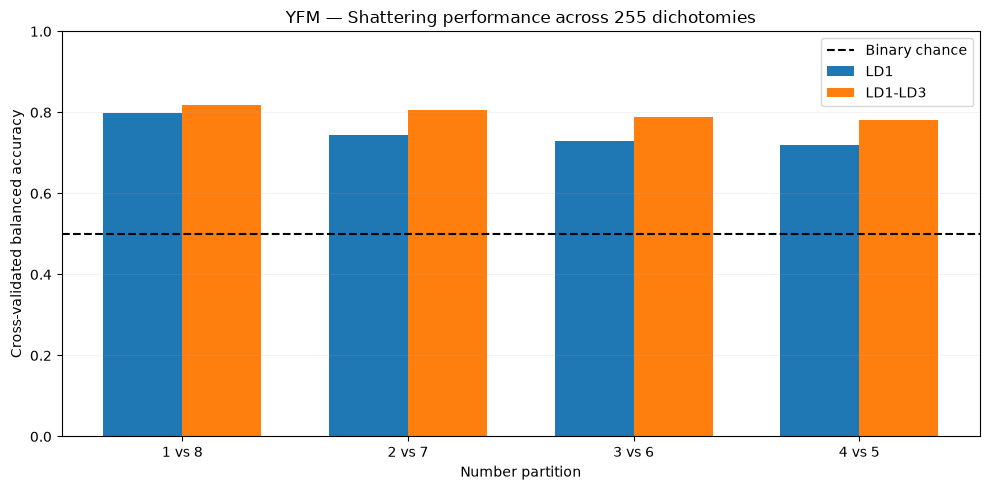 YFM — Shattering performance across 255 dichotomies
Binary chance
LD1
LD1-LD3
Cross-validated balanced accuracy
1.0
0.8
0.6
0.4
0.2
0.0
1 vs 8
2 vs 7
3 vs 6
4 vs 5
Number partition